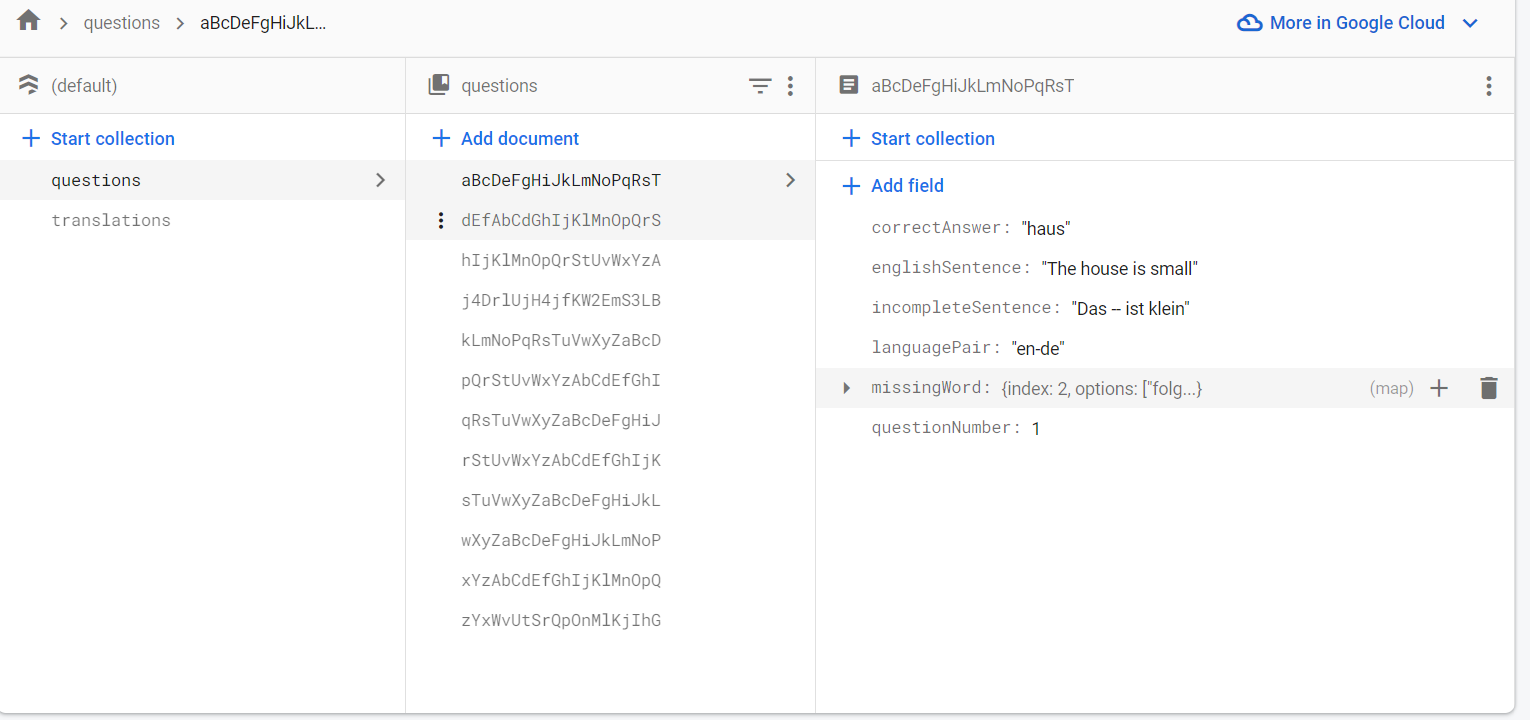 questions aBcDeFgHiJkL... More in Google Cloud
(default)
questions
aBcDeFgHiJkLmNoPqRsT
Start collection
questions
translations
Add document
aBcDeFgHiJkLmNoPqRsT
dEfAbCdGhIjKlMnOpQrS
hIjKlMnOpQrStUvWxYzA
j4DrlUjH4jfKW2EmS3LB
kLmNoPqRsTuVwXyZaBcD
pQrStUvWxYzAbCdEfGhI
qRsTuVwXyZaBcDeFgHiJ
rStUvWxYzAbCdEfGhIjK
sTuVwXyZaBcDeFgHiJkL
wXyZaBcDeFgHiJkLmNoP
xYzAbCdEfGhIjKlMnOpQ
zYxWvUtSrQpOnMlKjIhG
Start collection
Add field
correctAnswer: "haus"
englishSentence: "The house is small"
incompleteSentence: "Das -- ist klein"
languagePair: "en-de"
missingWord: {index: 2, options: ["folg...} (map)
questionNumber: 1